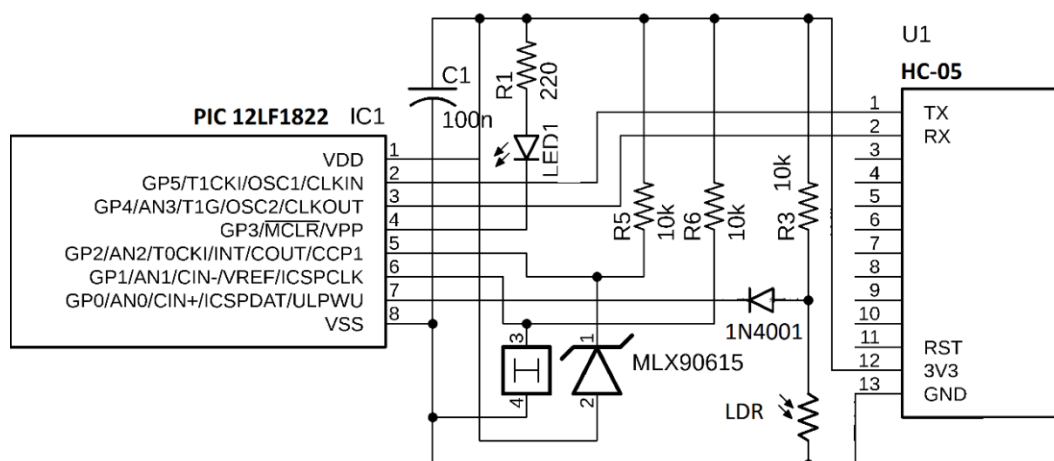 U1
HC-05
PIC 12LF1822
IC1
C1
100n
R1
220
LED1
R5
10k
R6
10k
R3
10k
VDD
1
GP5/T1CKI/OSC1/CLKIN
2
GP4/AN3/T1G/OSC2/CLKOUT
3
GP3/MCLR/VPP
4
GP2/AN2/T0CKI/INT/COUT/CCP1
5
GP1/AN1/CIN-/VREF/ICSPCLK
6
GP0/AN0/CIN+/ICSPDAT/ULPWU
7
VSS
8
1 TX
2 RX
3
4
5
6
7
8
9
10
11 RST
12 3V3
13 GND
1N4001
3
H
4
1
2
MLX90615
LDR